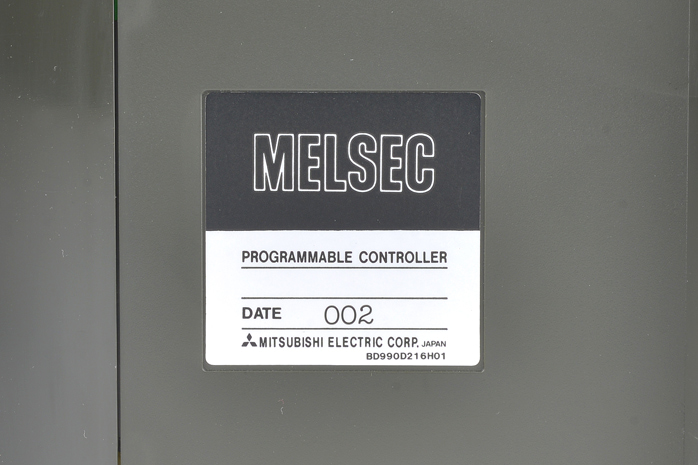 MELSEC
PROGRAMMABLE CONTROLLER
DATE 002
MITSUBISHI ELECTRIC CORP. JAPAN
BD990D216H01